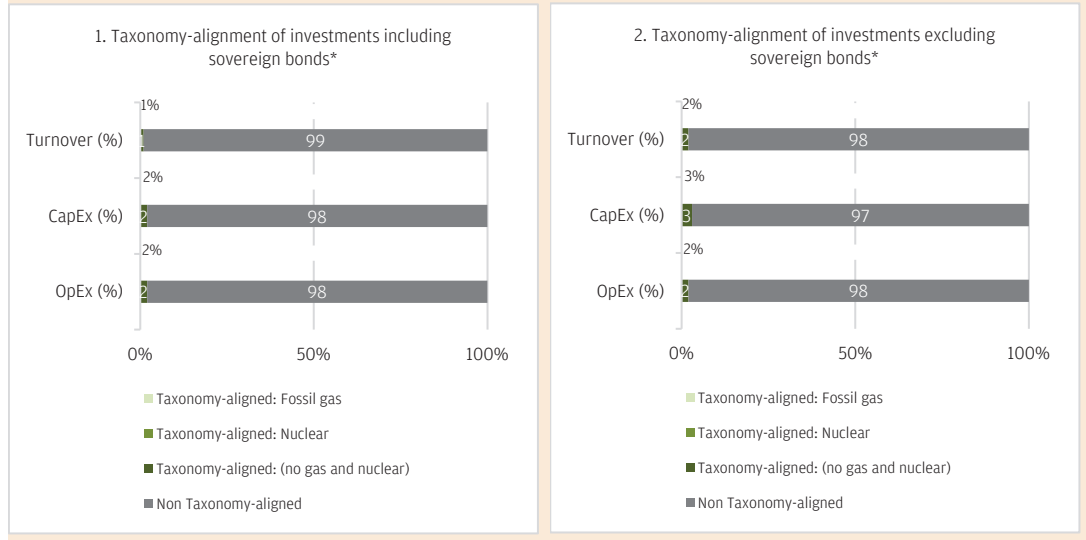 1. Taxonomy-alignment of investments including
sovereign bonds*
1%
Turnover (%)
1
99
2%
CapEx (%)
2
98
2%
OpEx (%)
2
98
0%
50%
100%
Taxonomy-aligned: Fossil gas
Taxonomy-aligned: Nuclear
Taxonomy-aligned: (no gas and nuclear)
Non Taxonomy-aligned
2. Taxonomy-alignment of investments excluding
sovereign bonds*
2%
Turnover (%)
2
98
3%
CapEx (%)
3
97
2%
OpEx (%)
2
98
0%
50%
100%
Taxonomy-aligned: Fossil gas
Taxonomy-aligned: Nuclear
Taxonomy-aligned: (no gas and nuclear)
Non Taxonomy-aligned